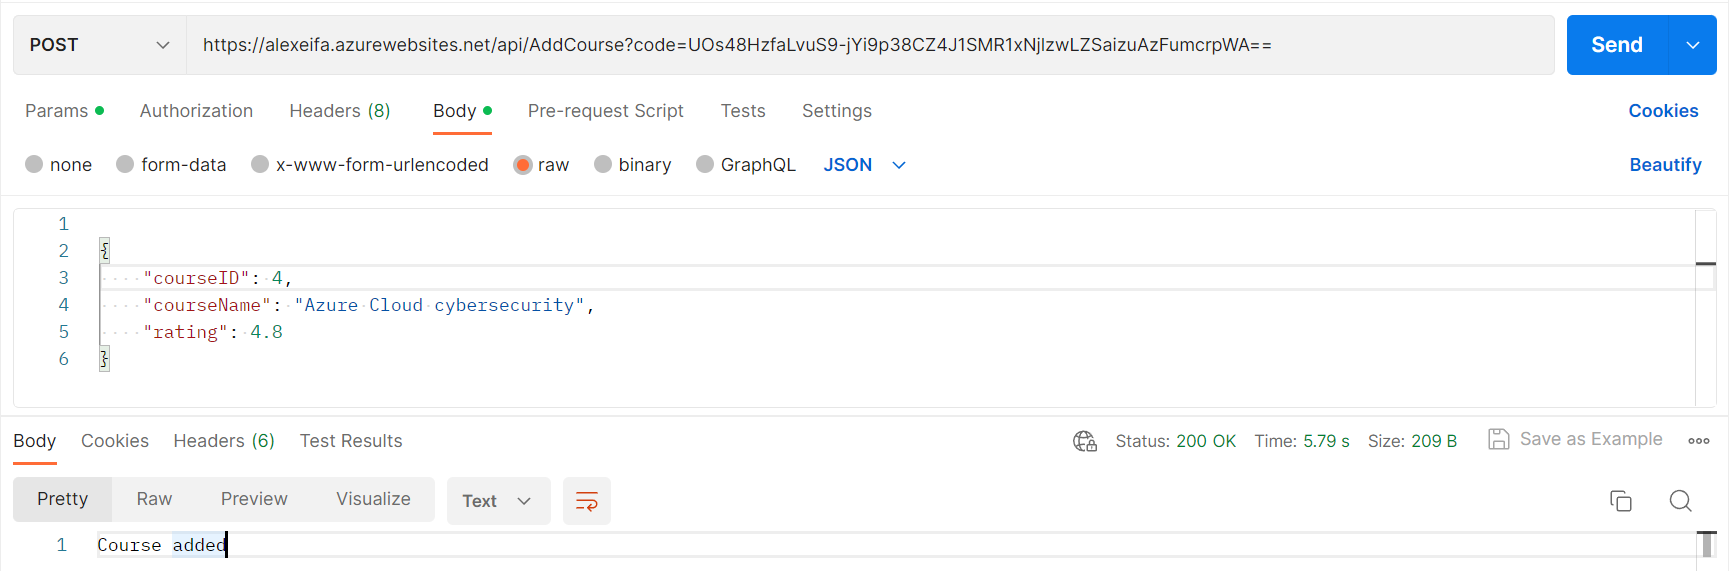 POST https://alexeifa.azurewebsites.net/api/AddCourse?code=UOs48HzfaLvuS9-jYi9p38CZ4J1SMR1xNjIzwLZSaizuAzFumcrpWA== Send
Params Authorization Headers (8) Body Pre-request Script Tests Settings Cookies
none form-data x-www-form-urlencoded raw binary GraphQL JSON Beautify
1
2 {
3 "courseID": 4,
4 "courseName": "Azure Cloud cybersecurity",
5 "rating": 4.8
6 }
Body Cookies Headers (6) Test Results Status: 200 OK Time: 5.79 s Size: 209 B Save as Example
Pretty Raw Preview Visualize Text
1 Course added